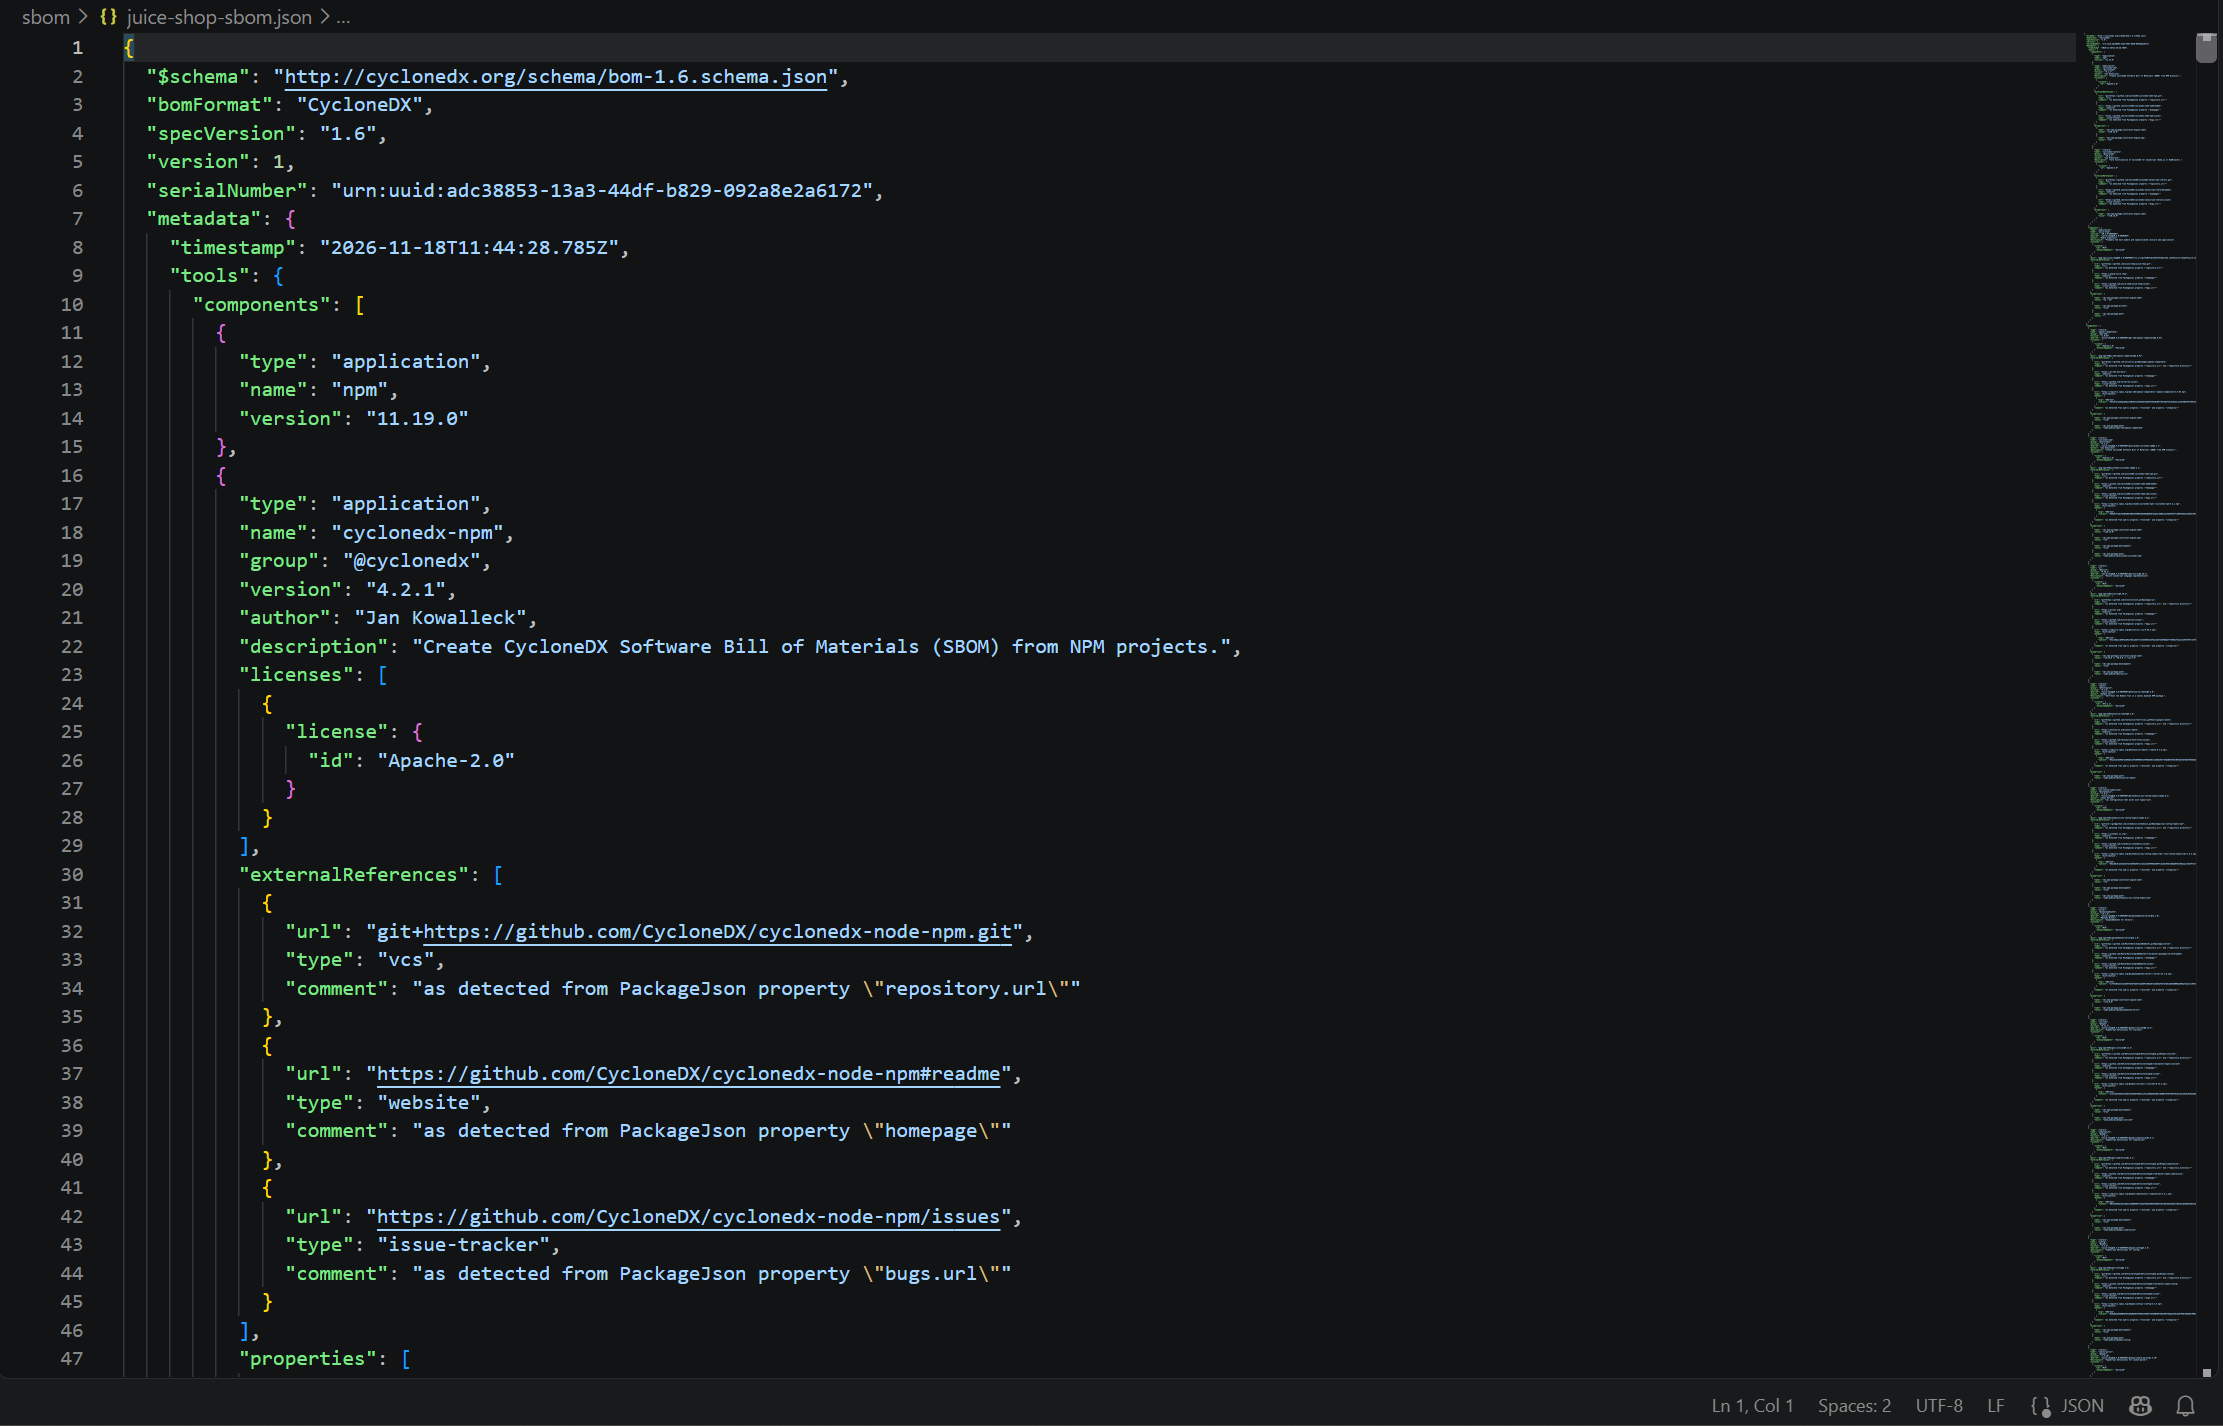 sbom > {} juice-shop-sbom.json > ...
1 {
2 "$schema": "http://cyclonedx.org/schema/bom-1.6.schema.json",
3 "bomFormat": "CycloneDX",
4 "specVersion": "1.6",
5 "version": 1,
6 "serialNumber": "urn:uuid:adc38853-13a3-44df-b829-092a8e2a6172",
7 "metadata": {
8 "timestamp": "2026-11-18T11:44:28.785Z",
9 "tools": {
10 "components": [
11 {
12 "type": "application",
13 "name": "npm",
14 "version": "11.19.0"
15 },
16 {
17 "type": "application",
18 "name": "cyclonedx-npm",
19 "group": "@cyclonedx",
20 "version": "4.2.1",
21 "author": "Jan Kowalleck",
22 "description": "Create CycloneDX Software Bill of Materials (SBOM) from NPM projects.",
23 "licenses": [
24 {
25 "license": {
26 "id": "Apache-2.0"
27 }
28 }
29 ],
30 "externalReferences": [
31 {
32 "url": "git+https://github.com/CycloneDX/cyclonedx-node-npm.git",
33 "type": "vcs",
34 "comment": "as detected from PackageJson property \"repository.url\""
35 },
36 {
37 "url": "https://github.com/CycloneDX/cyclonedx-node-npm#readme",
38 "type": "website",
39 "comment": "as detected from PackageJson property \"homepage\""
40 },
41 {
42 "url": "https://github.com/CycloneDX/cyclonedx-node-npm/issues",
43 "type": "issue-tracker",
44 "comment": "as detected from PackageJson property \"bugs.url\""
45 }
46 ],
47 "properties": [
Ln 1, Col 1 Spaces: 2 UTF-8 LF {} JSON